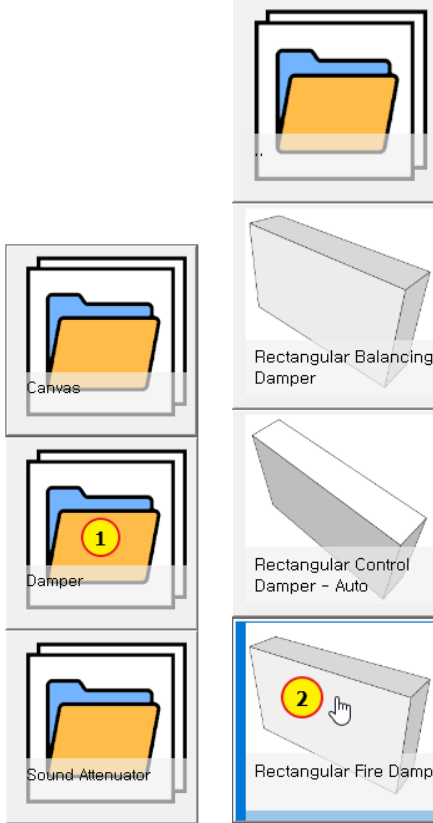 Canvas
1
Damper
Sound Attenuator
..
Rectangular Balancing
Damper
Rectangular Control
Damper - Auto
2
Rectangular Fire Damp